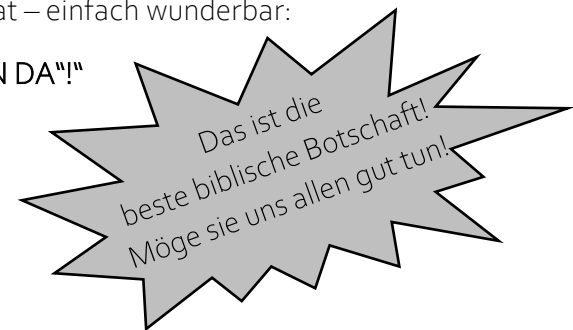 at – einfach wunderbar:
N DA"!"
Das ist die
beste biblische Botschaft!
Möge sie uns allen gut tun!